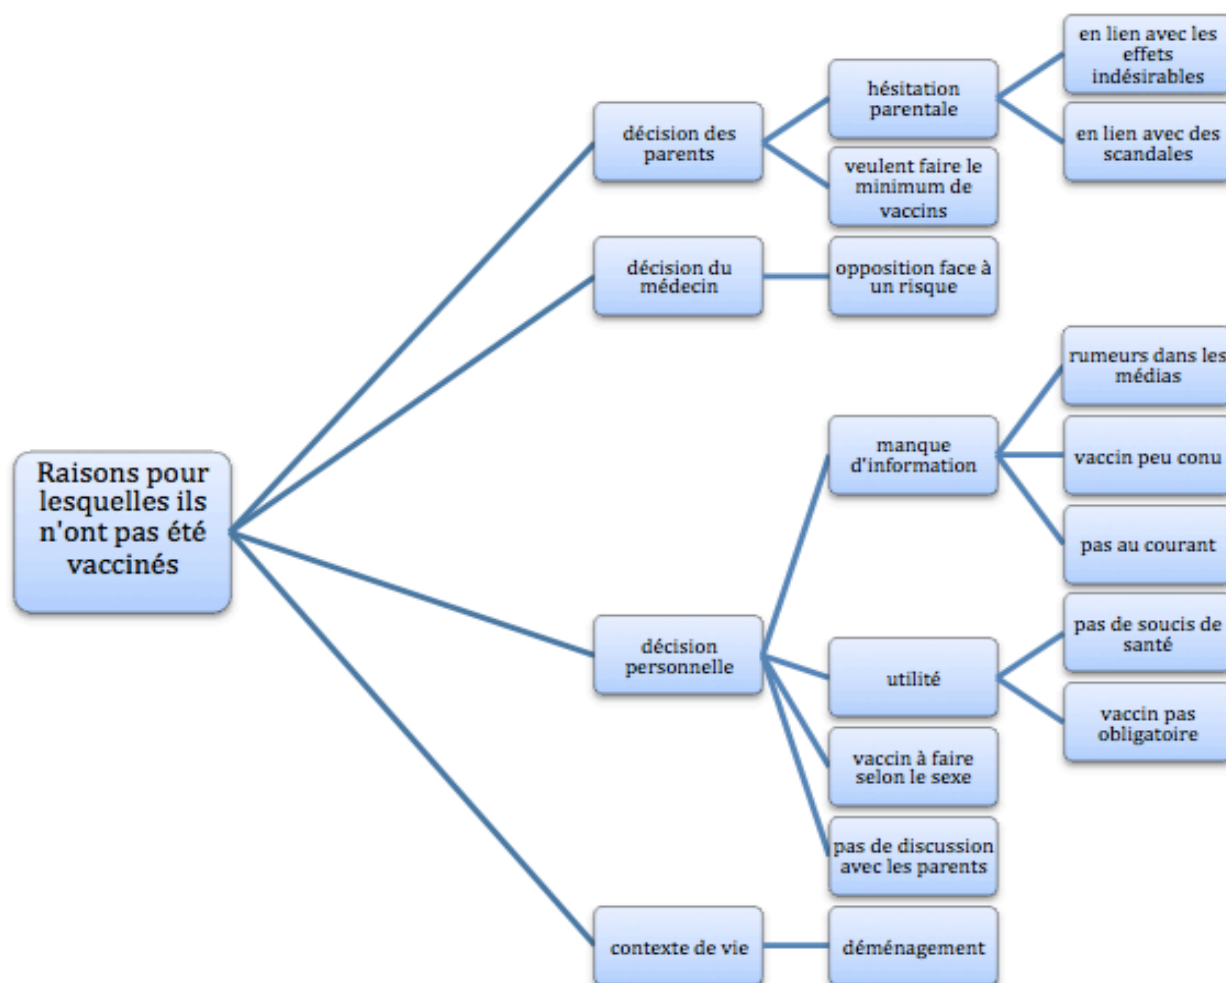 Raisons pour
lesquelles ils
n'ont pas été
vaccinés
décision des
parents
hésitation
parentale
en lien avec les
effets
indésirables
en lien avec des
scandales
veulent faire le
minimum de
vaccins
décision du
médecin
opposition face à
un risque
décision
personnelle
manque
d'information
rumeurs dans les
médias
vaccin peu conu
pas au courant
utilité
pas de soucis de
santé
vaccin pas
obligatoire
vaccin à faire
selon le sexe
pas de discussion
avec les parents
contexte de vie
déménagement